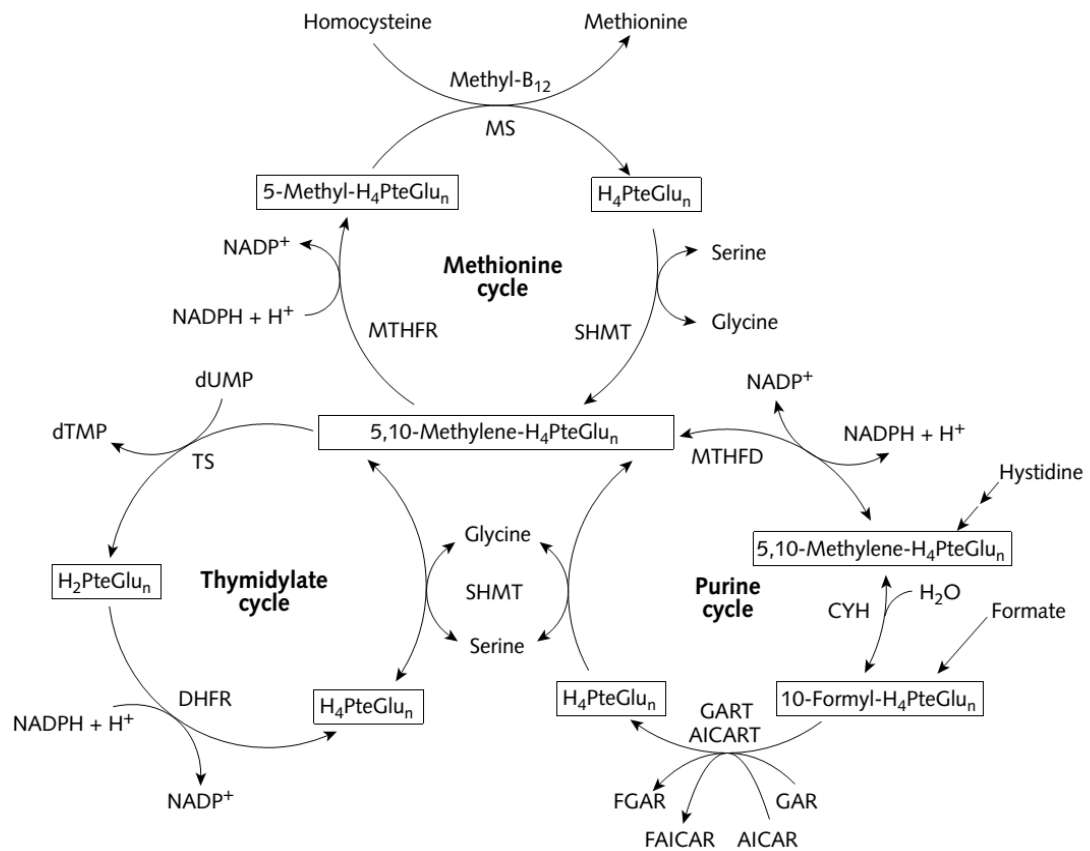 Homocysteine
Methionine
Methyl-B12
MS
5-Methyl-H4PteGlun
H4PteGlun
NADP+
Serine
Methionine
cycle
NADPH + H+
Glycine
MTHFR
SHMT
dUMP
NADP+
dTMP
5,10-Methylene-H4PteGlun
NADPH + H+
TS
MTHFD
Hystidine
Glycine
5,10-Methylene-H4PteGlun
H2PteGlun
Thymidylate
cycle
SHMT
Purine
cycle
CYH
H2O
Formate
Serine
DHFR
H4PteGlun
H4PteGlun
10-Formyl-H4PteGlun
NADPH + H+
GART
AICART
NADP+
FGAR
GAR
FAICAR
AICAR